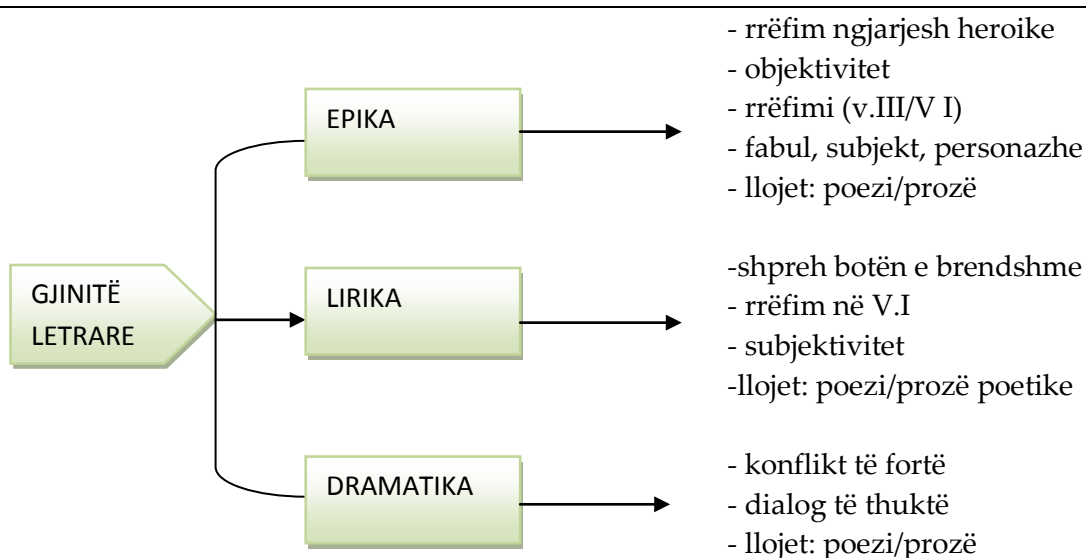 GJINITË
LETRARE
EPIKA
- rrëfim ngjarjesh heroike
- objektivitet
- rrëfimi (v.III/V I)
- fabul, subjekt, personazhe
- llojet: poezi/prozë
LIRIKA
-shpreh botën e brendshme
- rrëfim në V.I
- subjektivitet
-llojet: poezi/prozë poetike
DRAMATIKA
- konflikt të fortë
- dialog të thuktë
- llojet: poezi/prozë